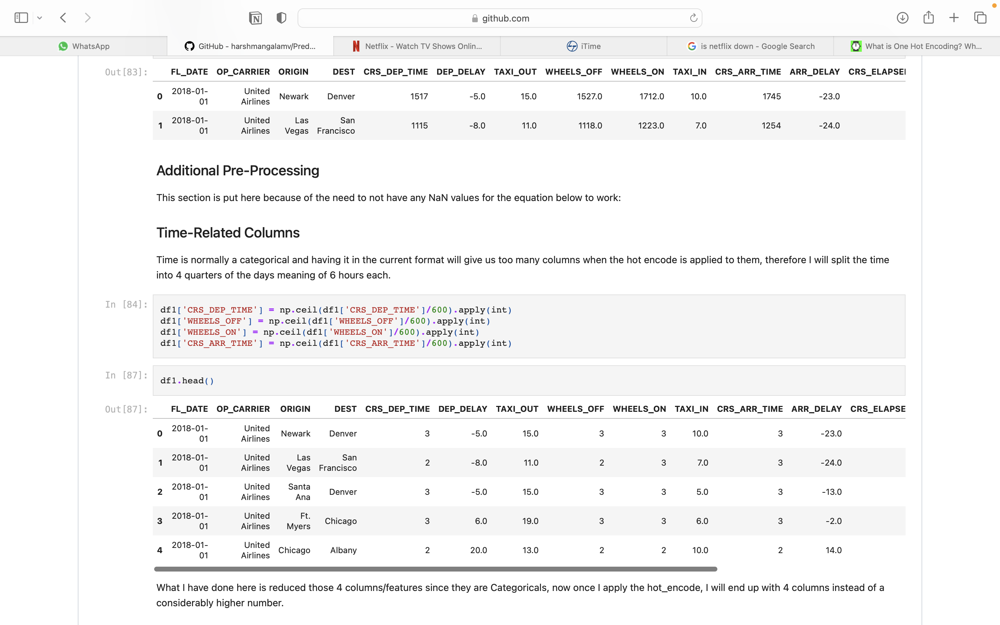 github.com
WhatsApp
GitHub - harshmangalamv/Pred...
Netflix - Watch TV Shows Onlin...
iTime
is netflix down - Google Search
What is One Hot Encoding? Wh...
Out[83]:
FL_DATE OP_CARRIER ORIGIN DEST CRS_DEP_TIME DEP_DELAY TAXI_OUT WHEELS_OFF WHEELS_ON TAXI_IN CRS_ARR_TIME ARR_DELAY CRS_ELAPSE
0 2018-01-01 United Airlines Newark Denver 1517 -5.0 15.0 1527.0 1712.0 10.0 1745 -23.0
1 2018-01-01 United Airlines Las Vegas San Francisco 1115 -8.0 11.0 1118.0 1223.0 7.0 1254 -24.0
Additional Pre-Processing
This section is put here because of the need to not have any NaN values for the equation below to work:
Time-Related Columns
Time is normally a categorical and having it in the current format will give us too many columns when the hot encode is applied to them, therefore I will split the time
into 4 quarters of the days meaning of 6 hours each.
In [84]:
df1['CRS_DEP_TIME'] = np.ceil(df1['CRS_DEP_TIME']/600).apply(int)
df1['WHEELS_OFF'] = np.ceil(df1['WHEELS_OFF']/600).apply(int)
df1['WHEELS_ON'] = np.ceil(df1['WHEELS_ON']/600).apply(int)
df1['CRS_ARR_TIME'] = np.ceil(df1['CRS_ARR_TIME']/600).apply(int)
In [87]:
df1.head()
Out[87]:
FL_DATE OP_CARRIER ORIGIN DEST CRS_DEP_TIME DEP_DELAY TAXI_OUT WHEELS_OFF WHEELS_ON TAXI_IN CRS_ARR_TIME ARR_DELAY CRS_ELAPSE
0 2018-01-01 United Airlines Newark Denver 3 -5.0 15.0 3 3 10.0 3 -23.0
1 2018-01-01 United Airlines Las Vegas San Francisco 2 -8.0 11.0 2 3 7.0 3 -24.0
2 2018-01-01 United Airlines Santa Ana Denver 3 -5.0 15.0 3 3 5.0 3 -13.0
3 2018-01-01 United Airlines Ft. Myers Chicago 3 6.0 19.0 3 3 6.0 3 -2.0
4 2018-01-01 United Airlines Chicago Albany 2 20.0 13.0 2 2 10.0 2 14.0
What I have done here is reduced those 4 columns/features since they are Categoricals, now once I apply the hot_encode, I will end up with 4 columns instead of a
considerably higher number.